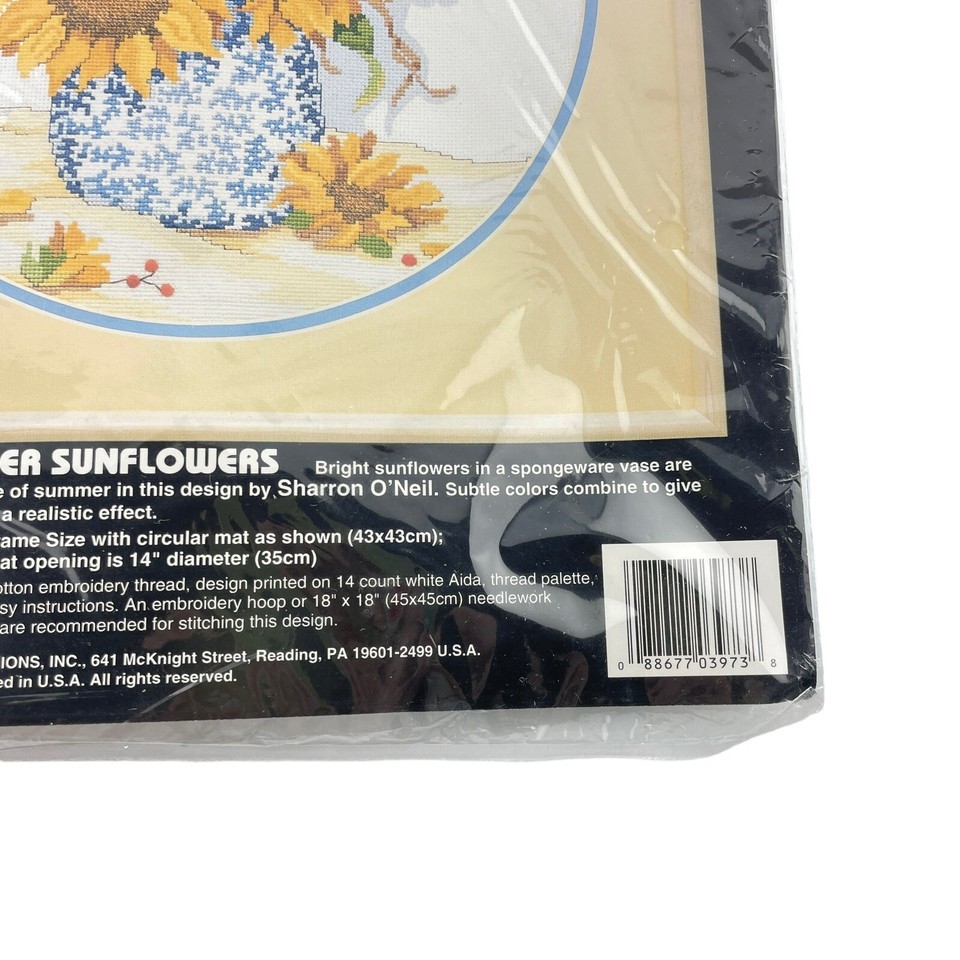 ER SUNFLOWERS Bright sunflowers in a spongeware vase are
e of summer in this design by Sharron O'Neil. Subtle colors combine to give
a realistic effect.
ame Size with circular mat as shown (43x43cm);
at opening is 14" diameter (35cm)
otton embroidery thread, design printed on 14 count white Aida, thread palette,
sy instructions. An embroidery hoop or 18" x 18" (45x45cm) needlework
are recommended for stitching this design.
IONS, INC., 641 McKnight Street, Reading, PA 19601-2499 U.S.A.
ed in U.S.A. All rights reserved.
0 88677 03973 8